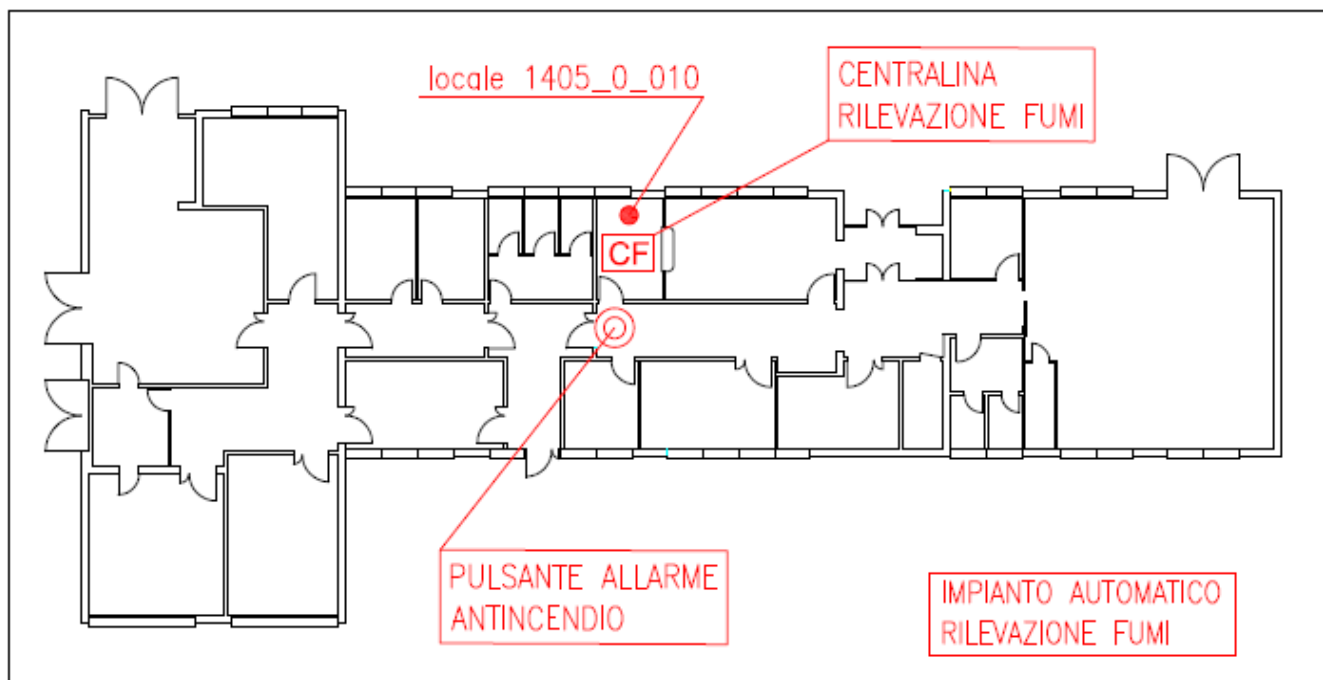 locale 1405_0_010
CENTRALINA
RILEVAZIONE FUMI
CF
PULSANTE ALLARME
ANTINCENDIO
IMPIANTO AUTOMATICO
RILEVAZIONE FUMI